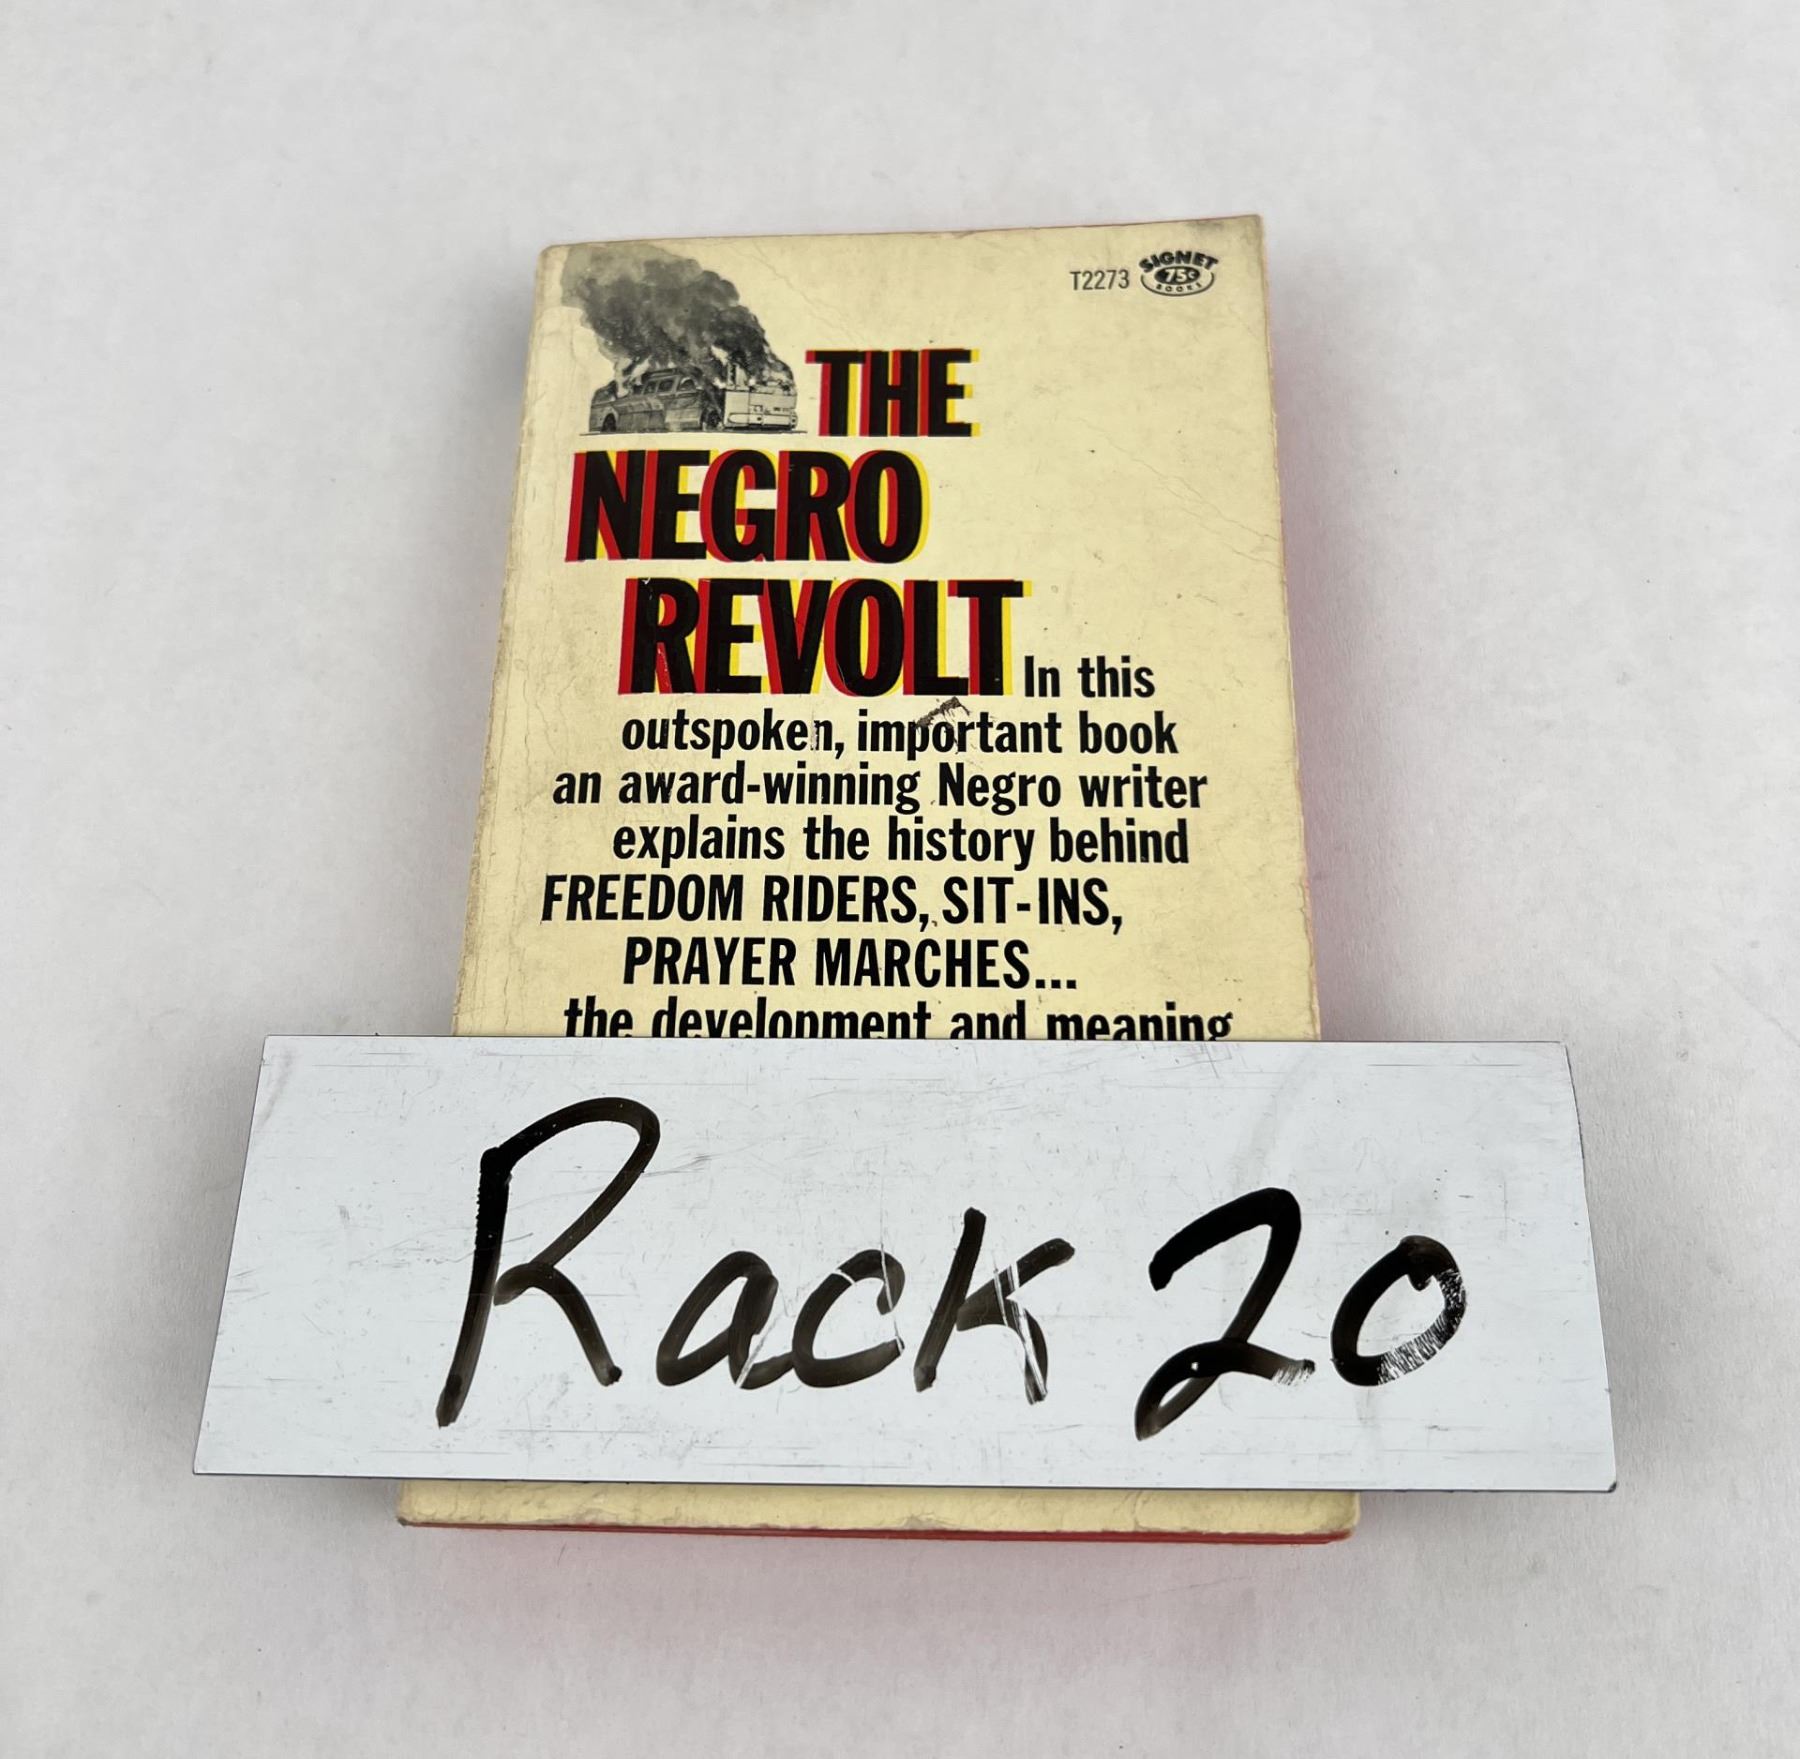 T2273 SIGNET 75¢ BOOKS
THE
NEGRO
REVOLT In this
outspoken, important book
an award-winning Negro writer
explains the history behind
FREEDOM RIDERS, SIT-INS,
PRAYER MARCHES...
the development and meaning
Rack 20